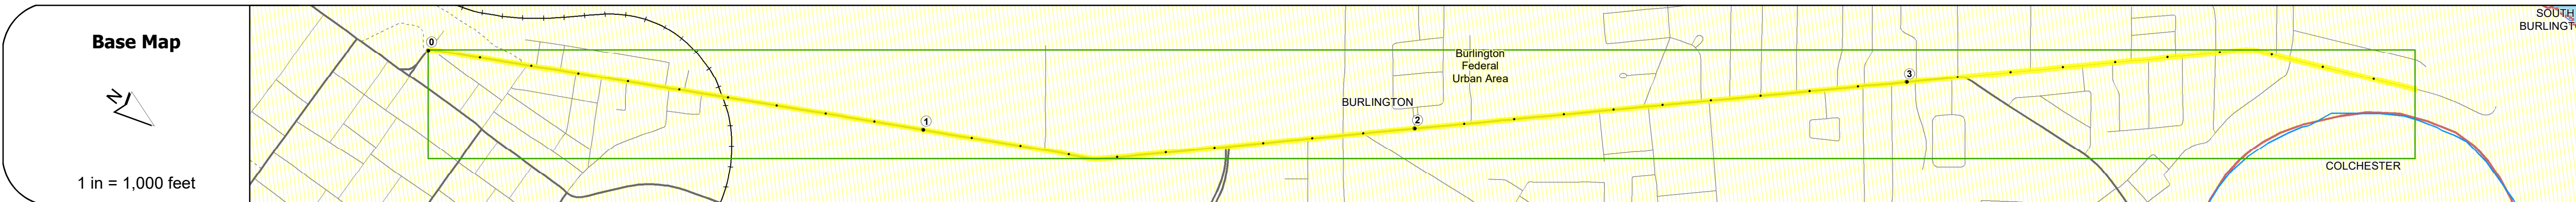 Base Map
N
1 in = 1,000 feet
0
1
2
3
Burlington
Federal
Urban Area
BURLINGTON
COLCHESTER
SOUTH
BURLINGT